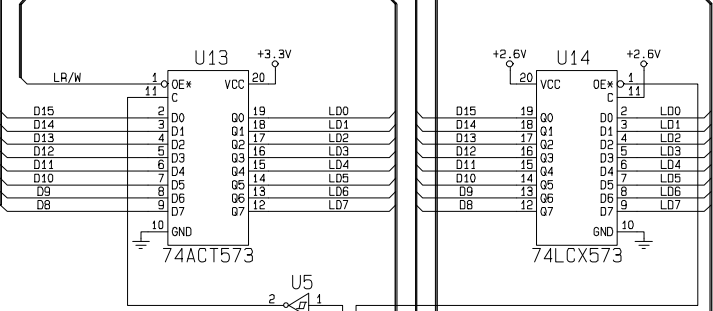 U13 +3.3V +2.6V U14 +2.6V
LR/W 1 OE* VCC 20 20 VCC OE* 1
11 C C 11
D15 2 D0 Q0 19 LD0 D15 19 Q0 D0 2 LD0
D14 3 D1 Q1 18 LD1 D14 18 Q1 D1 3 LD1
D13 4 D2 Q2 17 LD2 D13 17 Q2 D2 4 LD2
D12 5 D3 Q3 16 LD3 D12 16 Q3 D3 5 LD3
D11 6 D4 Q4 15 LD4 D11 15 Q4 D4 6 LD4
D10 7 D5 Q5 14 LD5 D10 14 Q5 D5 7 LD5
D9 8 D6 Q6 13 LD6 D9 13 Q6 D6 8 LD6
D8 9 D7 Q7 12 LD7 D8 12 Q7 D7 9 LD7
10 GND GND 10
74ACT573 74LCX573
U5
2 1